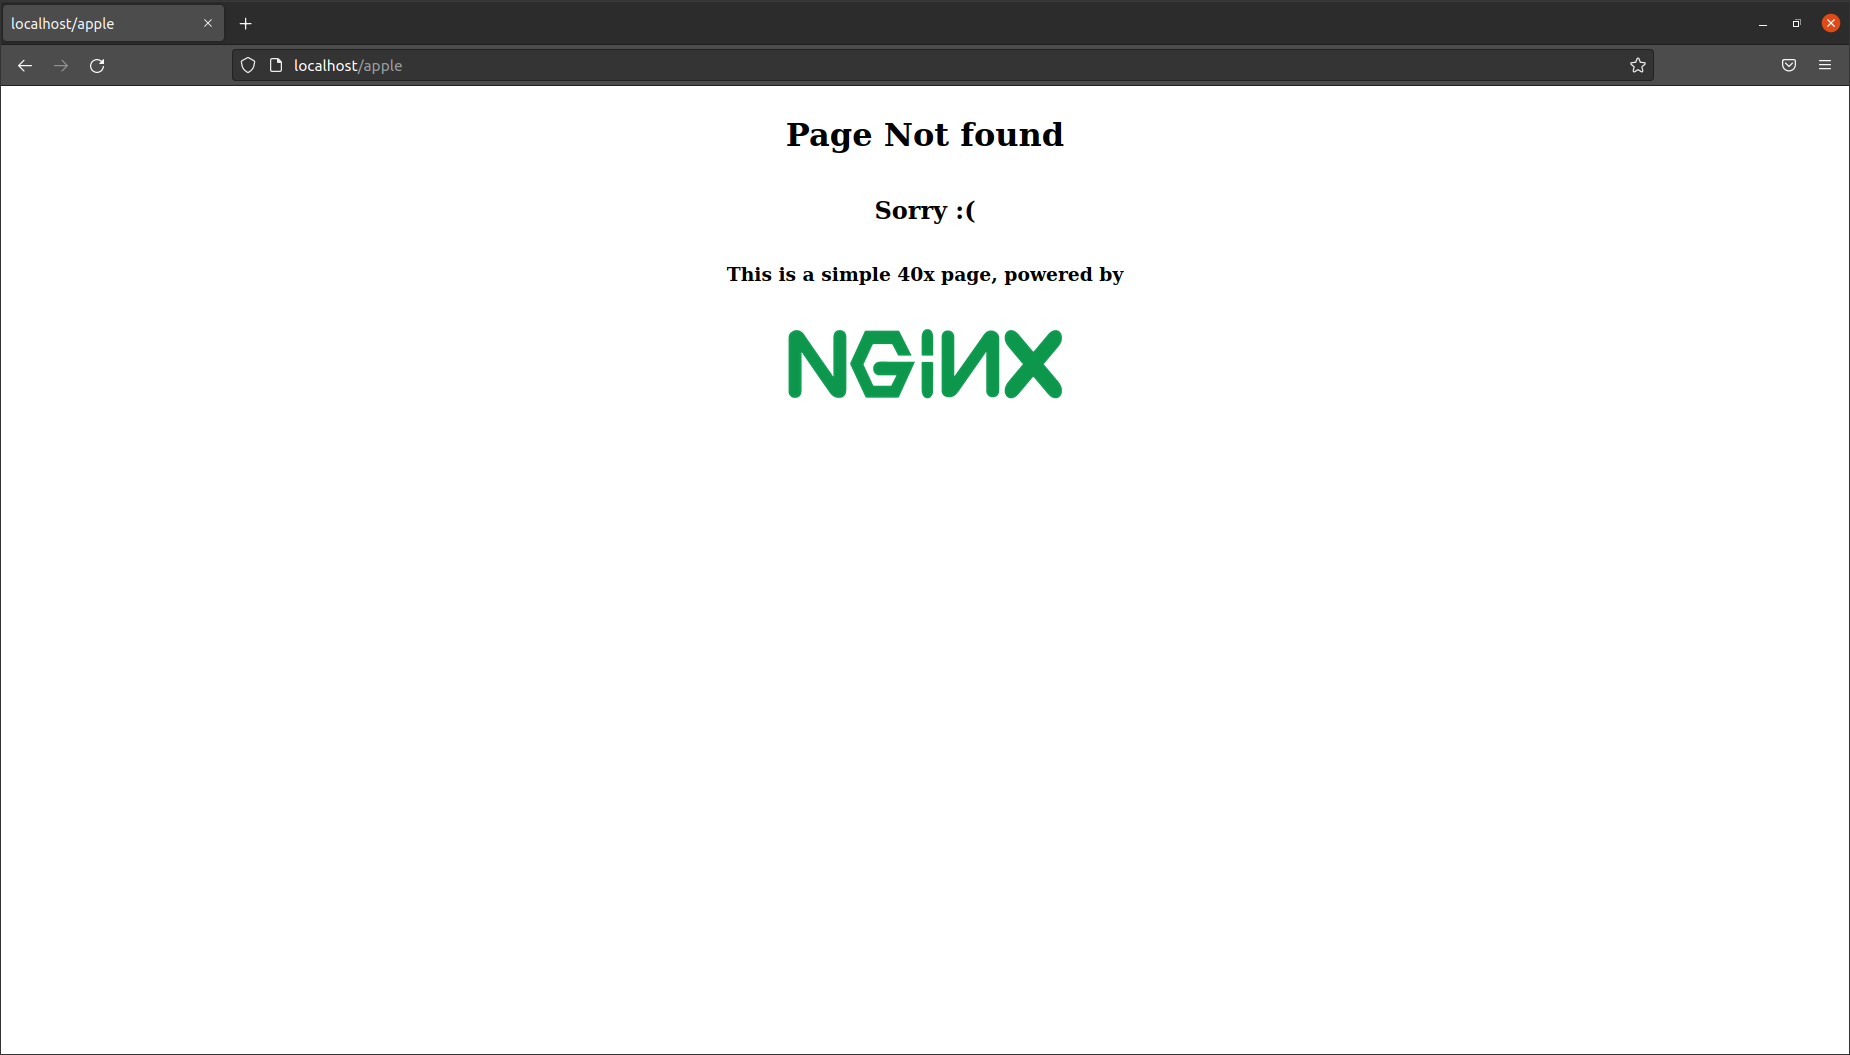 localhost/apple
localhost/apple
Page Not found
Sorry :(
This is a simple 40x page, powered by
NGiNX